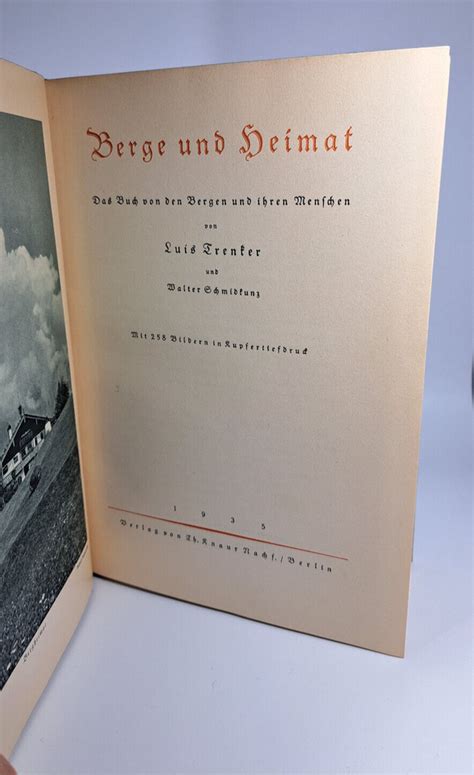 Berge und Heimat
Das Buch von den Bergen und ihren Menschen
von
Luis Trenker
und
Walter Schmidkunz
Mit 258 Bildern in Kupfertiefdruck
1935
Verlag von Th. Knaur Nachf. / Berlin